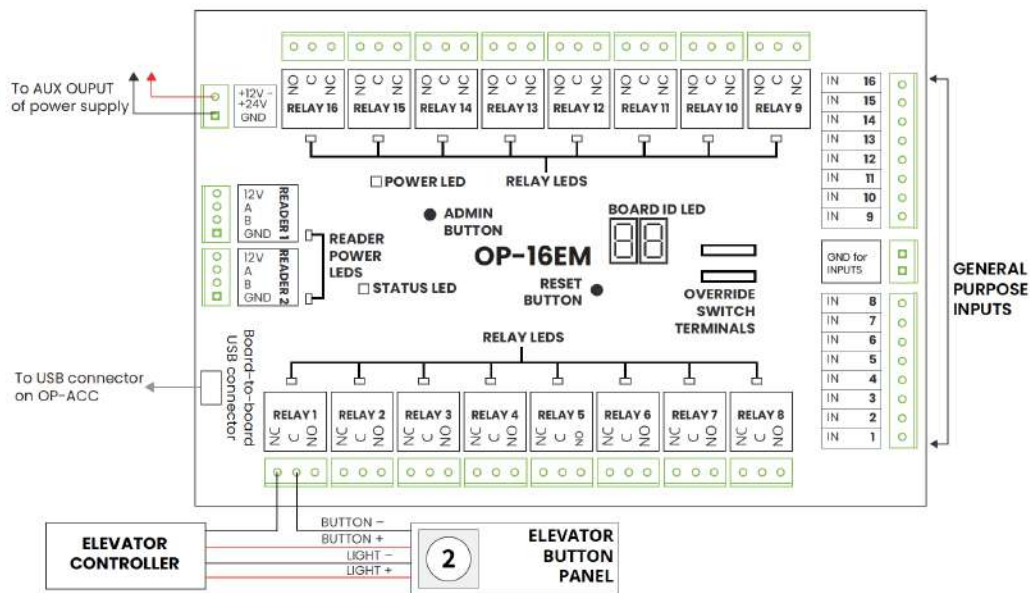 To AUX OUPUT
of power supply
+12V -
+24V
GND
NO C NC
RELAY 16
NO C NC
RELAY 15
NO C NC
RELAY 14
NO C NC
RELAY 13
NO C NC
RELAY 12
NO C NC
RELAY 11
NO C NC
RELAY 10
NO C NC
RELAY 9
IN 16
IN 15
IN 14
IN 13
IN 12
IN 11
IN 10
IN 9
POWER LED
RELAY LEDS
12V
A
B
GND
READER 1
12V
A
B
GND
READER 2
READER
POWER
LEDS
ADMIN
BUTTON
BOARD ID LED
88
OP-16EM
STATUS LED
RESET
BUTTON
OVERRIDE
SWITCH
TERMINALS
GND for
INPUTS
GENERAL
PURPOSE
INPUTS
IN 8
IN 7
IN 6
IN 5
IN 4
IN 3
IN 2
IN 1
RELAY LEDS
To USB connector
on OP-ACC
Board-to-board
USB connector
RELAY 1
NC C NO
RELAY 2
NC C NO
RELAY 3
NC C NO
RELAY 4
NC C NO
RELAY 5
NC C NO
RELAY 6
NC C NO
RELAY 7
NC C NO
RELAY 8
NC C NO
ELEVATOR
CONTROLLER
BUTTON –
BUTTON +
LIGHT –
LIGHT +
2
ELEVATOR
BUTTON
PANEL